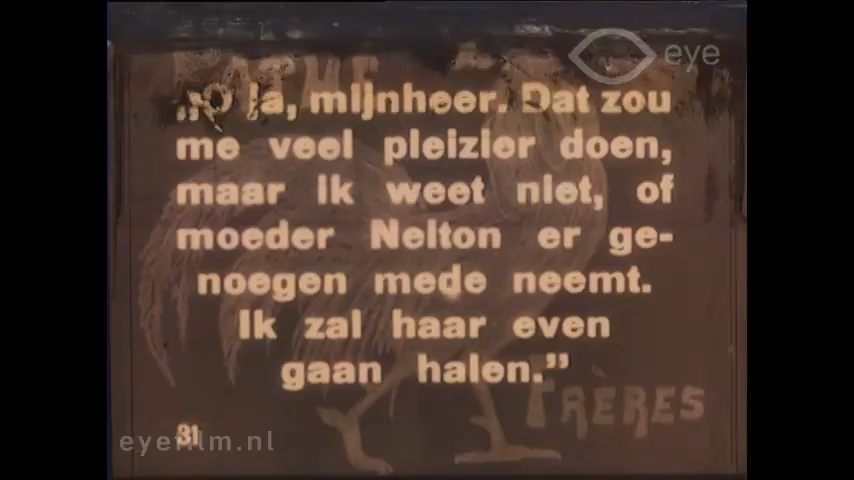 eye
„O ja, mijnheer. Dat zou
me veel pleizier doen,
maar ik weet niet, of
moeder Nelton er ge-
noegen mede neemt.
Ik zal haar even
gaan halen.”
FRÈRES
31
eyefilm.nl